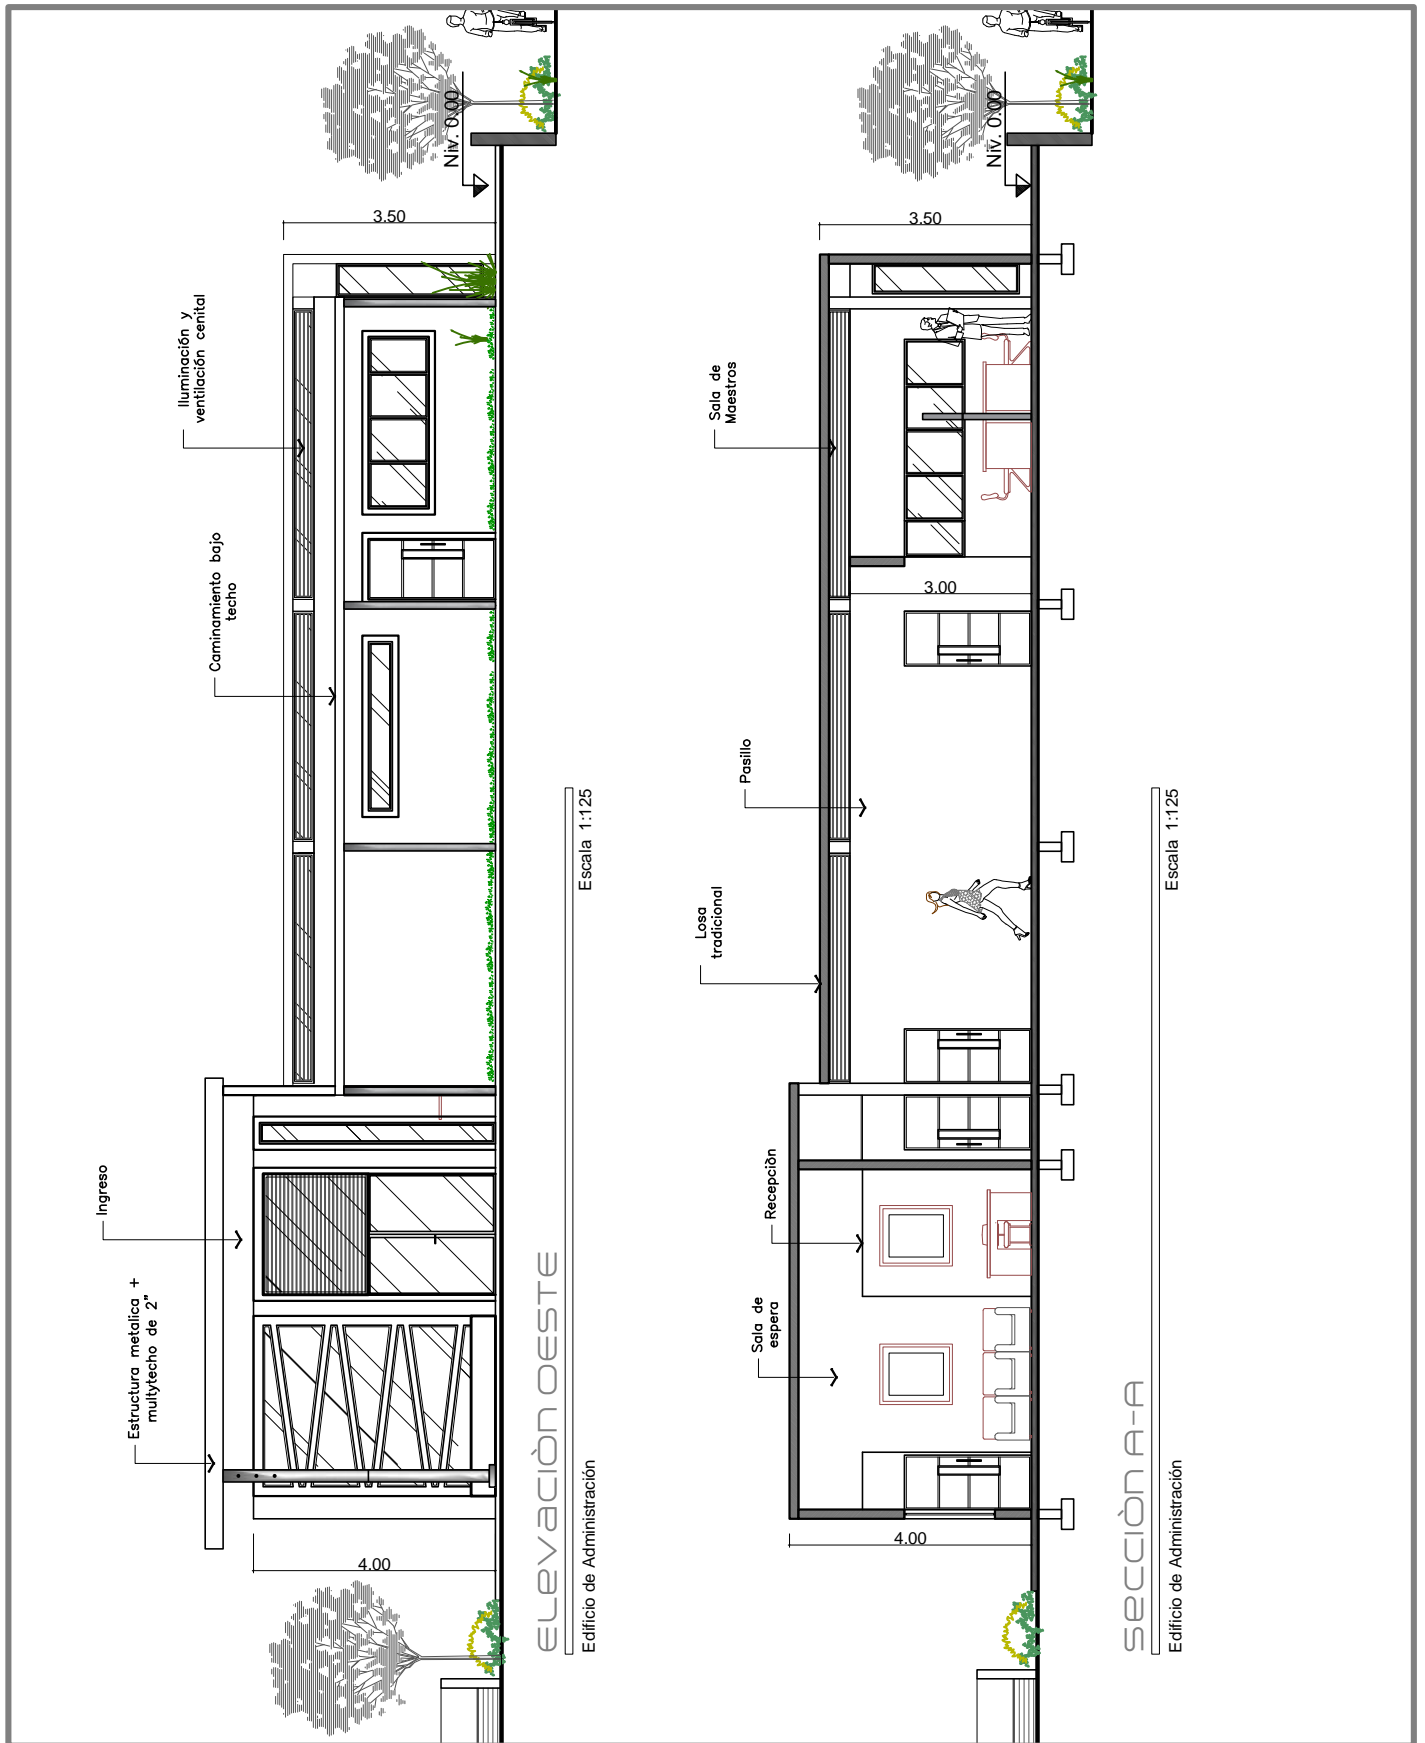 Estructura metalica +
multytecho de 2"
Ingreso
Caminamiento bajo
techo
Iluminación y
ventilación cenital
4.00
3.50
Niv. 0.00
ELEVACIÒN OESTE
Edificio de Administración
Escala 1:125
Sala de
espera
Recepción
Losa
tradicional
Pasillo
Sala de
Maestros
4.00
3.00
3.50
Niv. 0.00
SECCIÒN A-A
Edificio de Administración
Escala 1:125